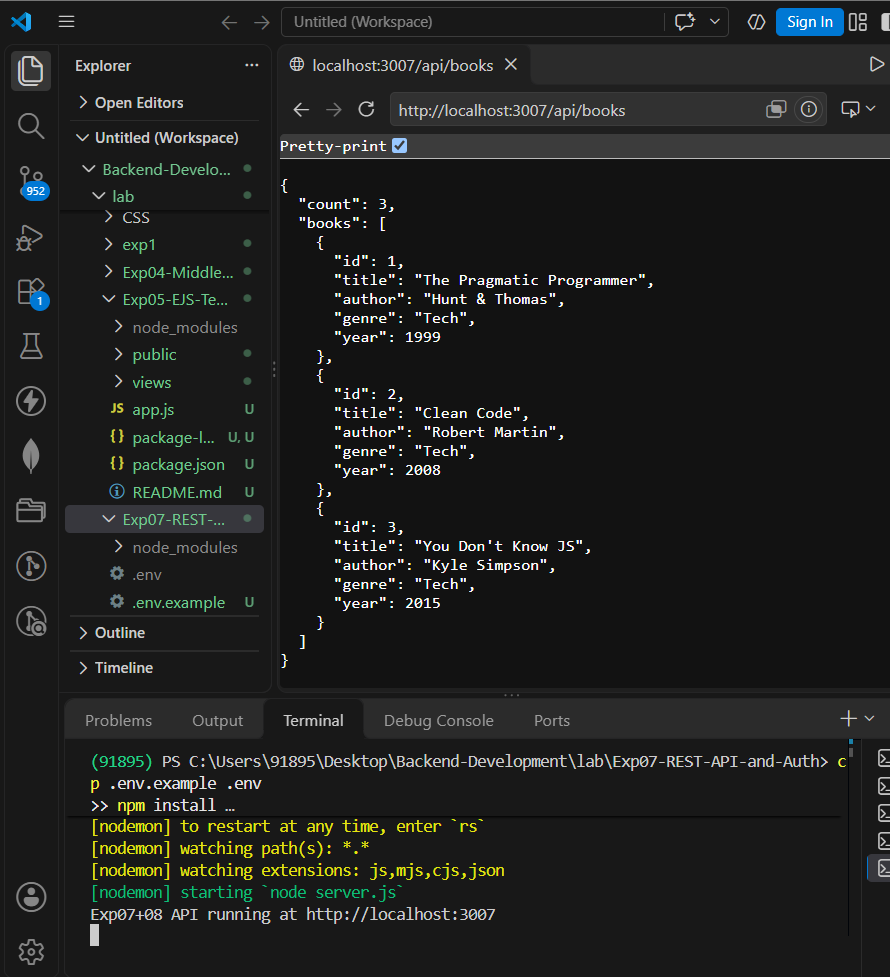 Untitled (Workspace)
Sign In
Explorer
localhost:3007/api/books
Open Editors
Untitled (Workspace)
Backend-Develo...
lab
CSS
exp1
Exp04-Middle...
Exp05-EJS-Te...
node_modules
public
views
JS app.js U
{} package-l... U, U
{} package.json U
README.md U
Exp07-REST-...
node_modules
.env
.env.example U
Outline
Timeline
952
1
http://localhost:3007/api/books
Pretty-print
{
"count": 3,
"books": [
{
"id": 1,
"title": "The Pragmatic Programmer",
"author": "Hunt & Thomas",
"genre": "Tech",
"year": 1999
},
{
"id": 2,
"title": "Clean Code",
"author": "Robert Martin",
"genre": "Tech",
"year": 2008
},
{
"id": 3,
"title": "You Don't Know JS",
"author": "Kyle Simpson",
"genre": "Tech",
"year": 2015
}
]
}
Problems Output Terminal Debug Console Ports
(91895) PS C:\Users\91895\Desktop\Backend-Development\lab\Exp07-REST-API-and-Auth> c
p .env.example .env
>> npm install …
[nodemon] to restart at any time, enter `rs`
[nodemon] watching path(s): *.*
[nodemon] watching extensions: js,mjs,cjs,json
[nodemon] starting `node server.js`
Exp07+08 API running at http://localhost:3007